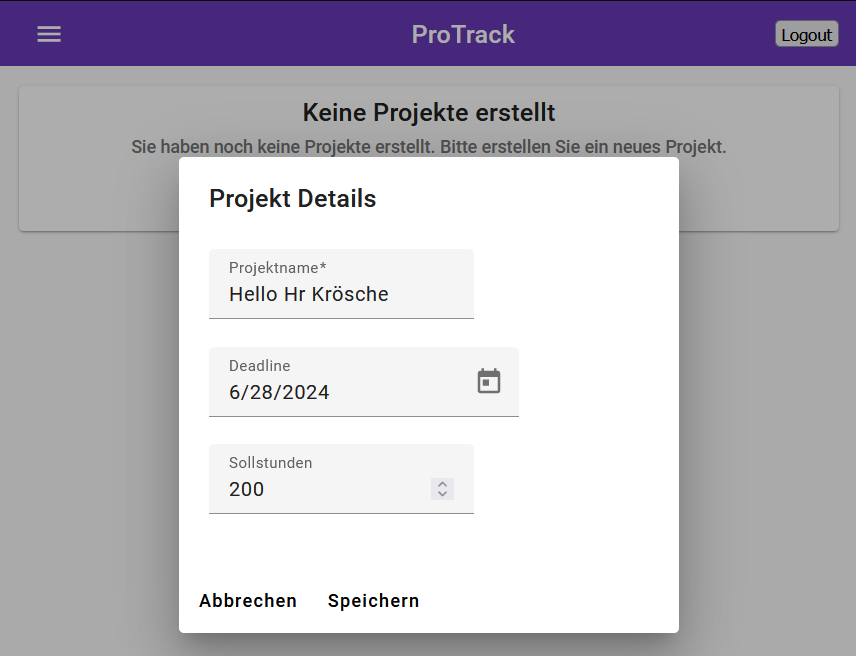 ProTrack
Logout
Keine Projekte erstellt
Sie haben noch keine Projekte erstellt. Bitte erstellen Sie ein neues Projekt.
Projekt Details
Projektname*
Hello Hr Krösche
Deadline
6/28/2024
Sollstunden
200
Abbrechen Speichern